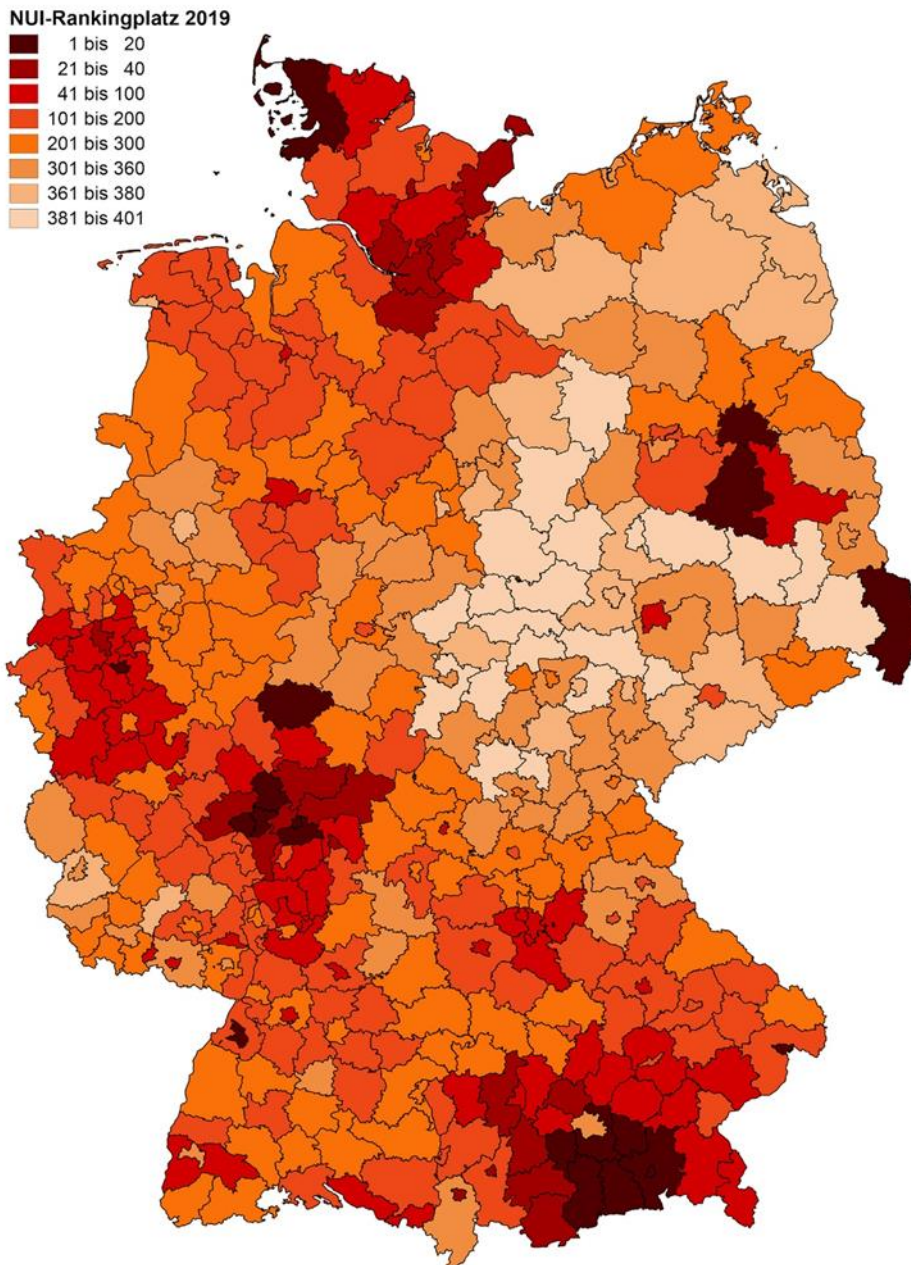 NUI-Rankingplatz 2019
1 bis 20
21 bis 40
41 bis 100
101 bis 200
201 bis 300
301 bis 360
361 bis 380
381 bis 401